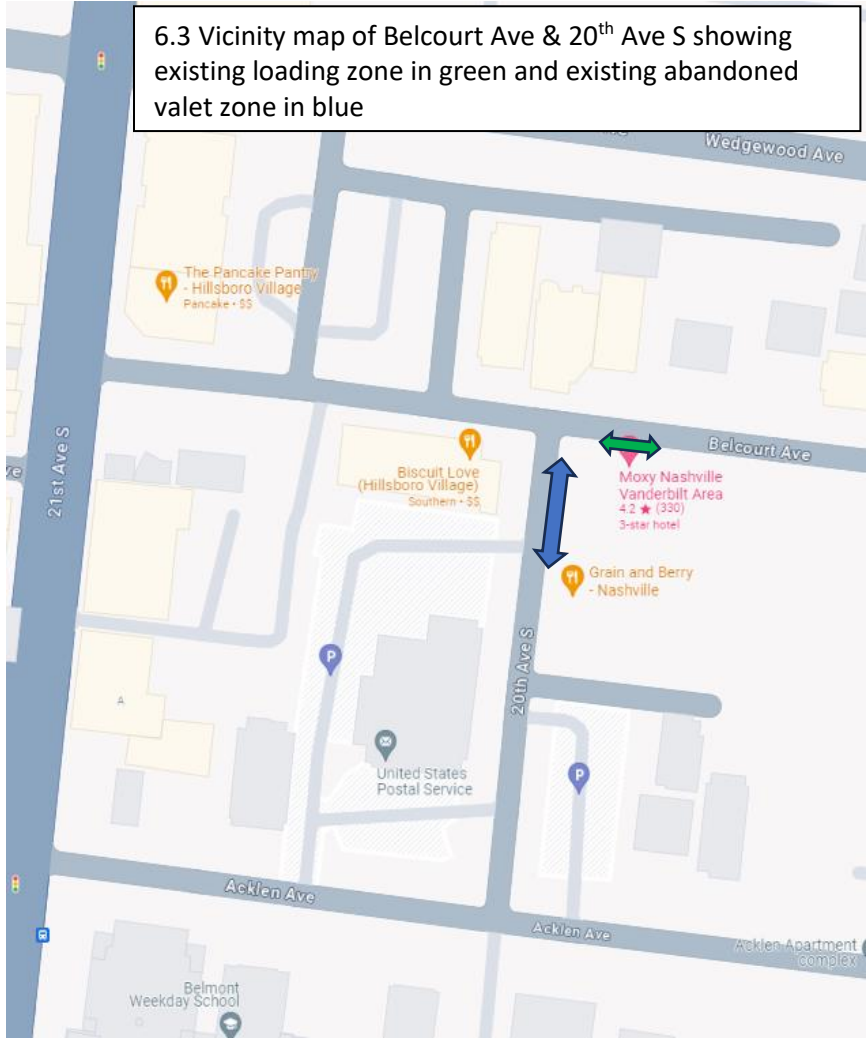 6.3 Vicinity map of Belcourt Ave & 20th Ave S showing
existing loading zone in green and existing abandoned
valet zone in blue
Wedgewood Ave
The Pancake Pantry
- Hillsboro Village
Pancake • $$
21st Ave S
Biscuit Love
(Hillsboro Village)
Southern • $$
Belcourt Ave
Moxy Nashville
Vanderbilt Area
4.2 ★ (330)
3-star hotel
Grain and Berry
- Nashville
20th Ave S
P
A
United States
Postal Service
P
Acklen Ave
Acklen Ave
Acklen Apartment
complex
Belmont
Weekday School